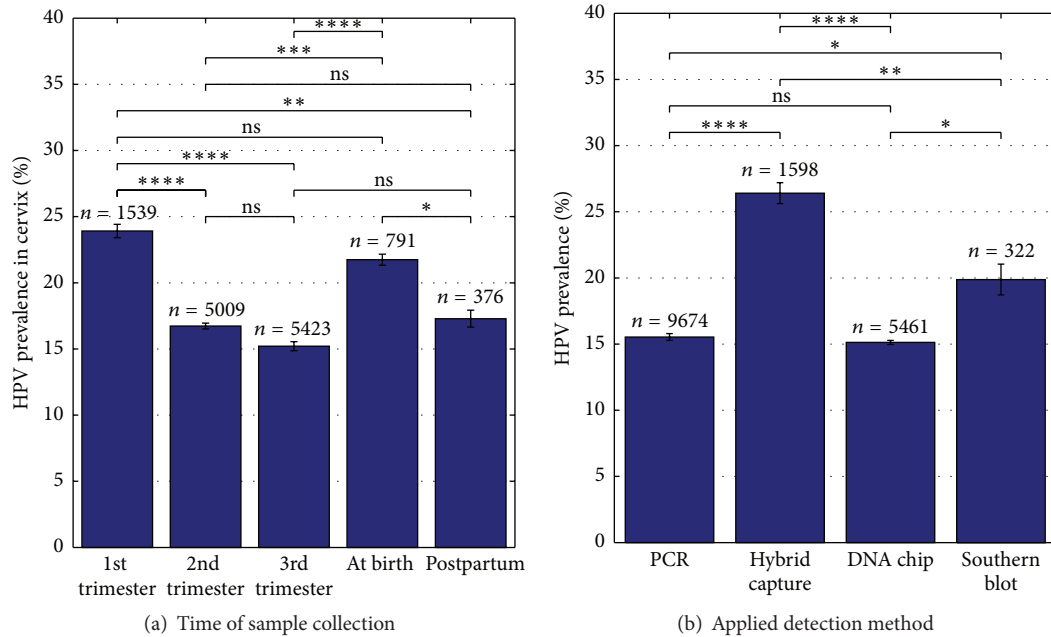 HPV prevalence in cervix (%)
40
35
30
25
20
15
10
5
0
****
***
ns
**
ns
****
ns
****
ns
*
n = 1539
n = 5009
n = 5423
n = 791
n = 376
1st
trimester
2nd
trimester
3rd
trimester
At birth
Postpartum
(a) Time of sample collection
HPV prevalence (%)
40
35
30
25
20
15
10
5
0
****
*
**
ns
****
*
n = 9674
n = 1598
n = 5461
n = 322
PCR
Hybrid
capture
DNA chip
Southern
blot
(b) Applied detection method